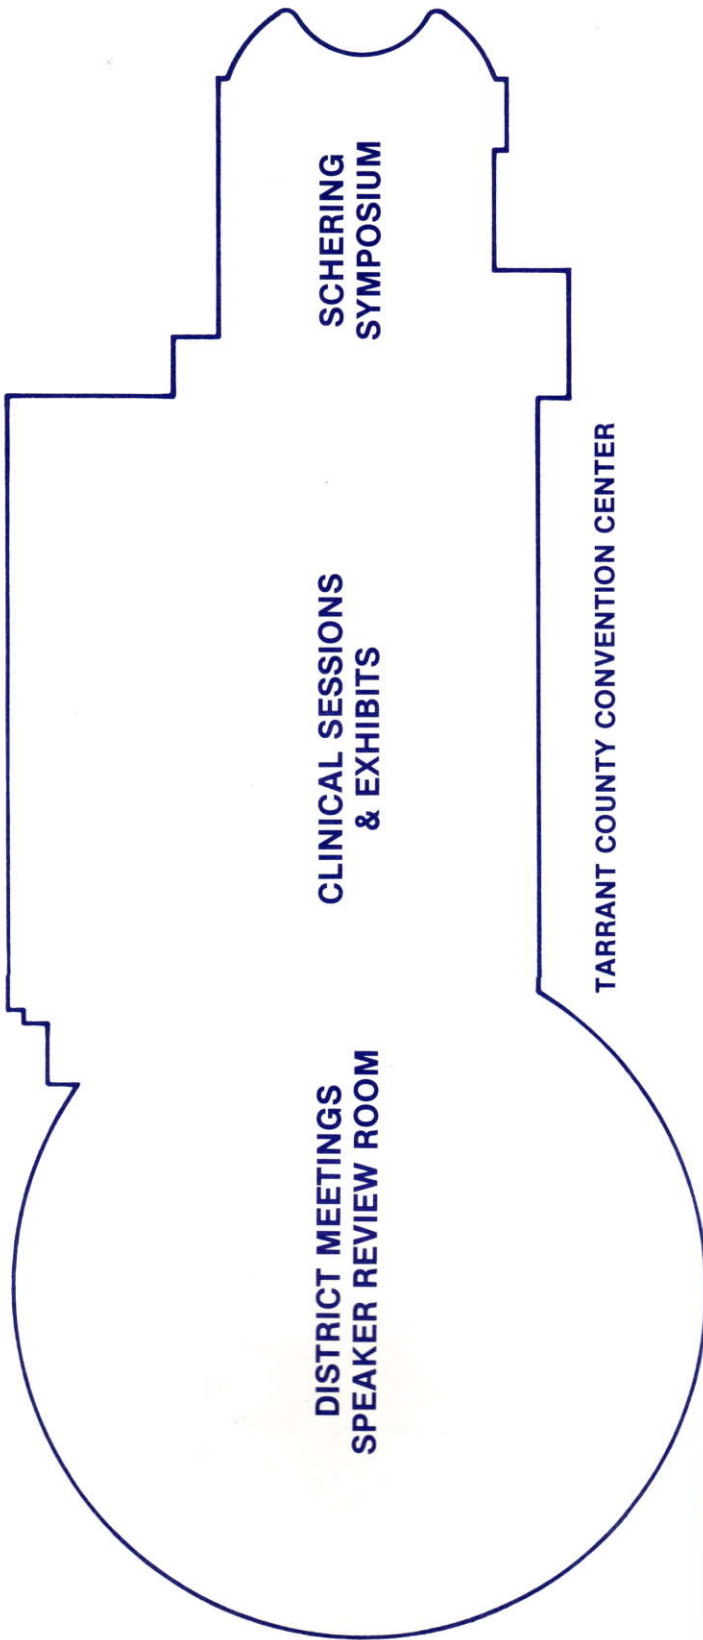 DISTRICT MEETINGS
SPEAKER REVIEW ROOM
CLINICAL SESSIONS
& EXHIBITS
SCHERING
SYMPOSIUM
TARRANT COUNTY CONVENTION CENTER